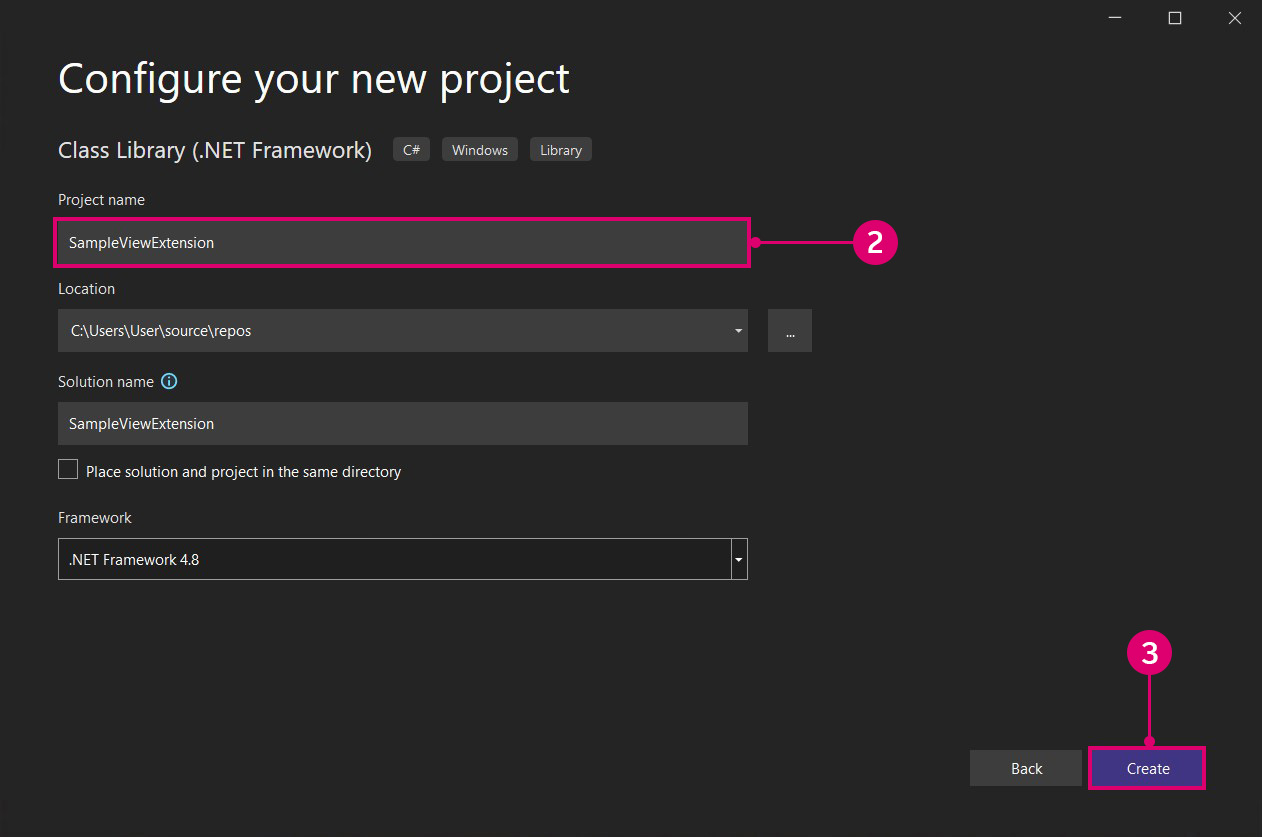 Configure your new project
Class Library (.NET Framework) C# Windows Library
Project name
SampleViewExtension
2
Location
C:\Users\User\source\repos
...
Solution name
SampleViewExtension
Place solution and project in the same directory
Framework
.NET Framework 4.8
3
Back Create